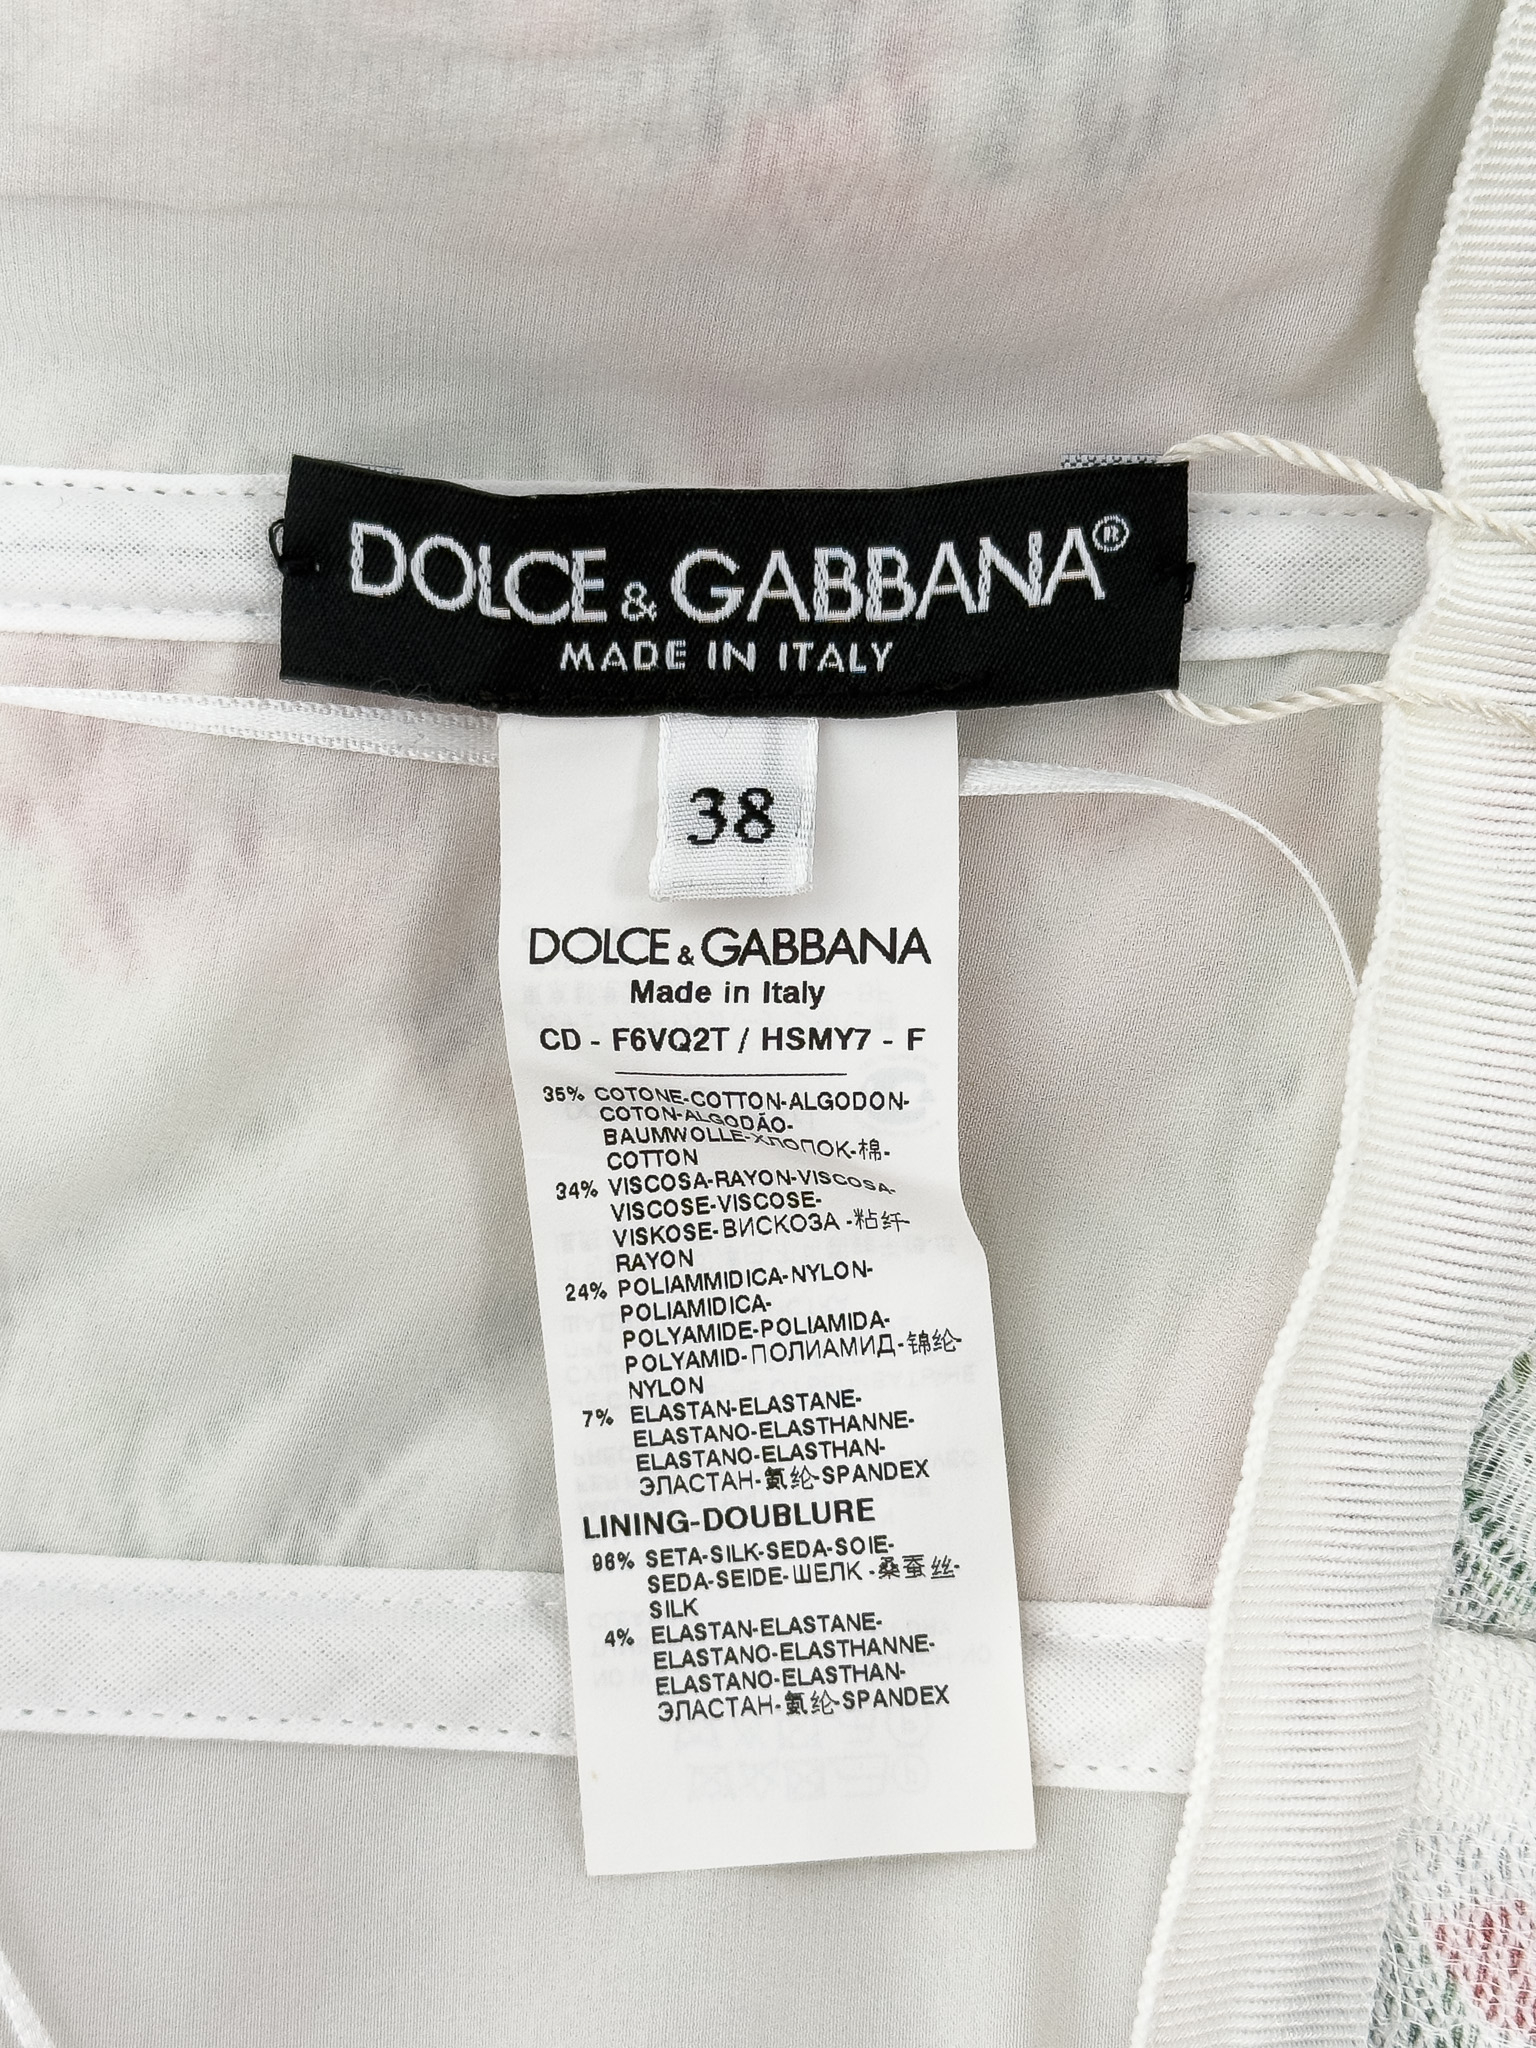 DOLCE & GABBANA®
MADE IN ITALY
38
DOLCE & GABBANA
Made in Italy
CD - F6VQ2T / HSMY7 - F
35% COTONE-COTTON-ALGODON-
COTON-ALGODÃO-
BAUMWOLLE-ХЛОПОК-棉-
COTTON
34% VISCOSA-RAYON-VISCOSA-
VISCOSE-VISCOSE-
VISKOSE-ВИСКОЗА -粘纤-
RAYON
24% POLIAMMIDICA-NYLON-
POLIAMIDICA-
POLYAMIDE-POLIAMIDA-
POLYAMID-ПОЛИАМИД-锦纶-
NYLON
7% ELASTAN-ELASTANE-
ELASTANO-ELASTHANNE-
ELASTANO-ELASTHAN-
ЭЛАСТАН-氨纶-SPANDEX
LINING-DOUBLURE
96% SETA-SILK-SEDA-SOIE-
SEDA-SEIDE-ШЕЛК -桑蚕丝-
SILK
4% ELASTAN-ELASTANE-
ELASTANO-ELASTHANNE-
ELASTANO-ELASTHAN-
ЭЛАСТАН-氨纶-SPANDEX